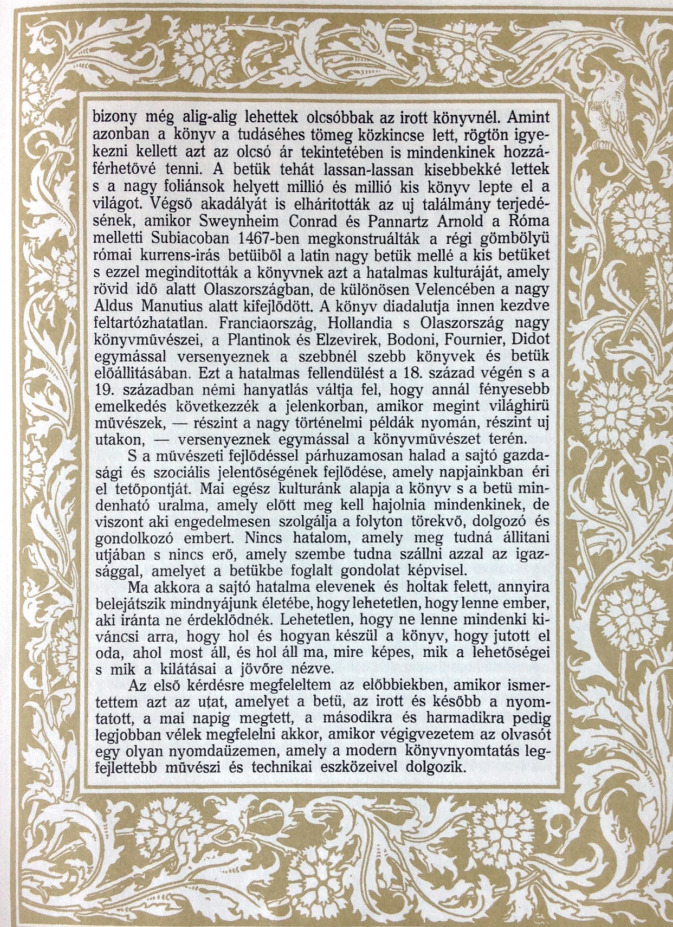 bizony még alig-alig lehettek olcsóbbak az irott könyvnél. Amint
azonban a könyv a tudáséhes tömeg közkincse lett, rögtön igye-
kezni kellett azt az olcsó ár tekintetében is mindenkinek hozzá-
férhetővé tenni. A betük tehát lassan-lassan kisebbekké lettek
s a nagy foliánsok helyett millió és millió kis könyv lepte el a
világot. Végső akadályát is elháritották az uj találmány terjedé-
sének, amikor Sweynheim Conrad és Pannartz Arnold a Róma
melletti Subiacoban 1467-ben megkonstruálták a régi gömbölyü
római kurrens-irás betüiből a latin nagy betük mellé a kis betüket
s ezzel meginditották a könyvnek azt a hatalmas kulturáját, amely
rövid idő alatt Olaszországban, de különösen Velencében a nagy
Aldus Manutius alatt kifejlődött. A könyv diadalutja innen kezdve
feltartózhatatlan. Franciaország, Hollandia s Olaszország nagy
könyvművészei, a Plantinok és Elzevirek, Bodoni, Fournier, Didot
egymással versenyeznek a szebbnél szebb könyvek és betük
előállitásában. Ezt a hatalmas fellendülést a 18. század végén s a
19. században némi hanyatlás váltja fel, hogy annál fényesebb
emelkedés következzék a jelenkorban, amikor megint világhirü
művészek, — részint a nagy történelmi példák nyomán, részint uj
utakon, — versenyeznek egymással a könyvművészet terén.
S a művészeti fejlődéssel párhuzamosan halad a sajtó gazda-
sági és szociális jelentőségének fejlődése, amely napjainkban éri
el tetőpontját. Mai egész kulturánk alapja a könyv s a betü min-
denható uralma, amely előtt meg kell hajolnia mindenkinek, de
viszont aki engedelmesen szolgálja a folyton törekvő, dolgozó és
gondolkozó embert. Nincs hatalom, amely meg tudná állitani
utjában s nincs erő, amely szembe tudna szállni azzal az igaz-
sággal, amelyet a betükbe foglalt gondolat képvisel.
Ma akkora a sajtó hatalma elevenek és holtak felett, annyira
belejátszik mindnyájunk életébe, hogy lehetetlen, hogy lenne ember,
aki iránta ne érdeklődnék. Lehetetlen, hogy ne lenne mindenki ki-
váncsi arra, hogy hol és hogyan készül a könyv, hogy jutott el
oda, ahol most áll, és hol áll ma, mire képes, mik a lehetőségei
s mik a kilátásai a jövőre nézve.
Az első kérdésre megfeleltem az előbbiekben, amikor ismer-
tettem azt az utat, amelyet a betü, az irott és később a nyom-
tatott, a mai napig megtett, a másodikra és harmadikra pedig
legjobban vélek megfelelni akkor, amikor végigvezetem az olvasót
egy olyan nyomdaüzemen, amely a modern könyvnyomtatás leg-
fejlettebb művészi és technikai eszközeivel dolgozik.